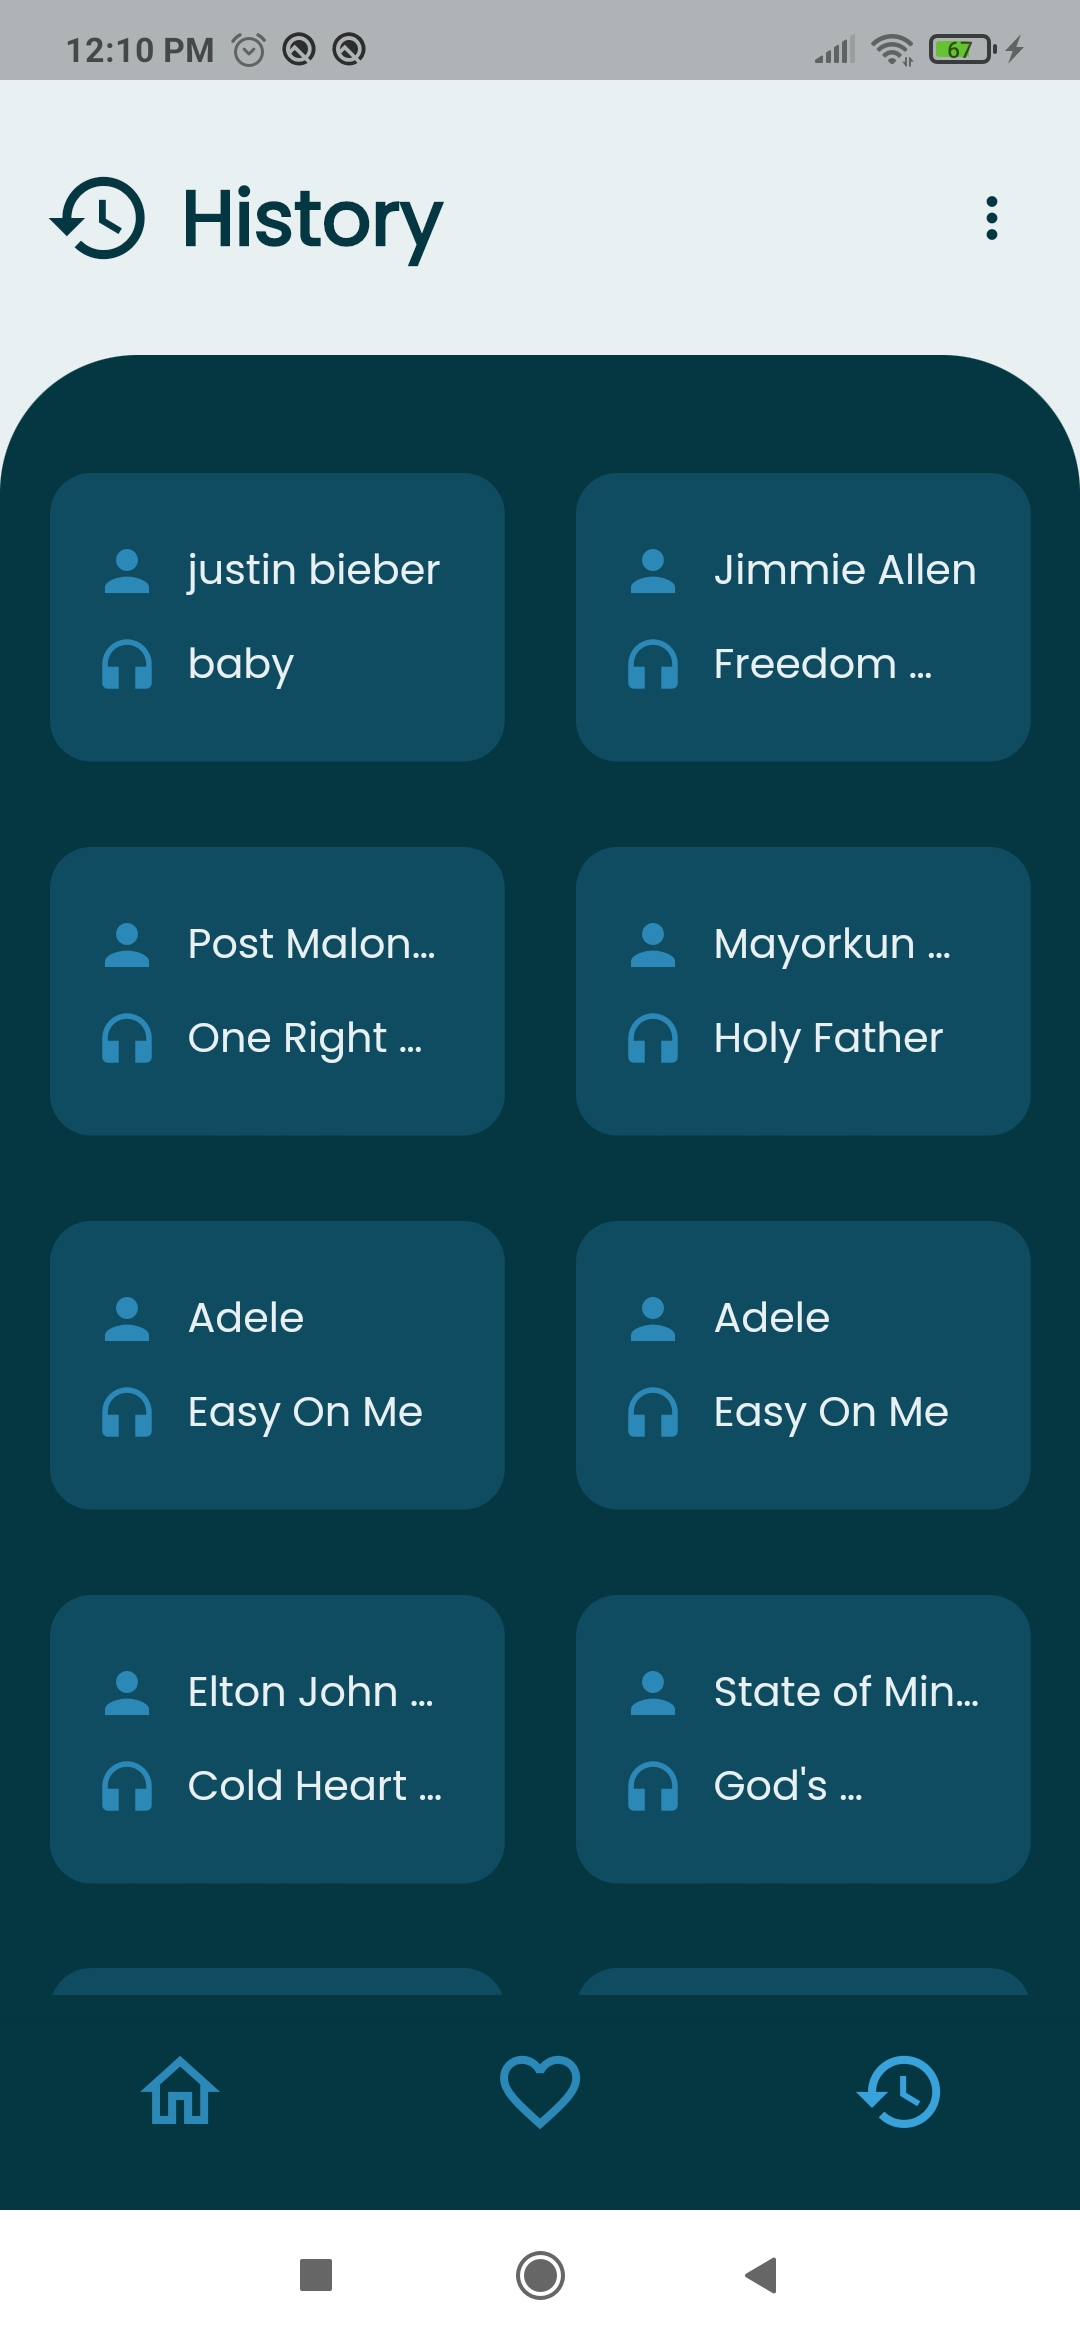 12:10 PM
67
History
justin bieber
baby
Jimmie Allen
Freedom ...
Post Malon...
One Right ...
Mayorkun ...
Holy Father
Adele
Easy On Me
Adele
Easy On Me
Elton John ...
Cold Heart ...
State of Min...
God's ...